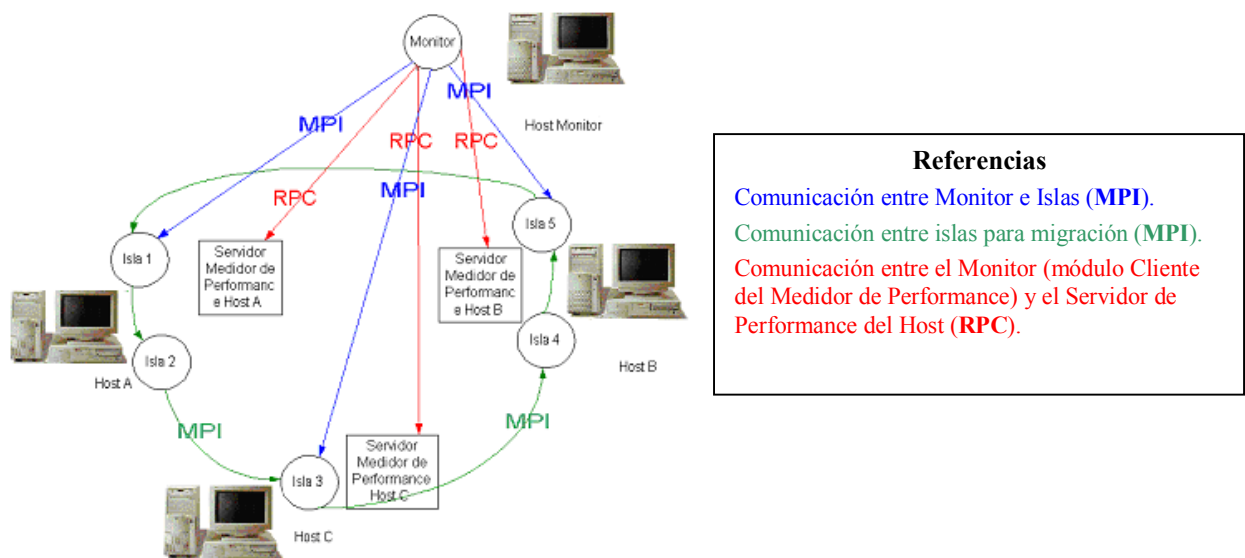 Monitor
Host Monitor
MPI
MPI
RPC
RPC
RPC
MPI
Isla 1
Servidor
Medidor de
Performanc
e Host A
Servidor
Medidor de
Performanc
e Host B
Isla 5
Isla 2
Host A
Isla 4
Host B
MPI
MPI
Isla 3
Servidor
Medidor de
Performance
Host C
Host C
Referencias
Comunicación entre Monitor e Islas (MPI).
Comunicación entre islas para migración (MPI).
Comunicación entre el Monitor (módulo Cliente
del Medidor de Performance) y el Servidor de
Performance del Host (RPC).